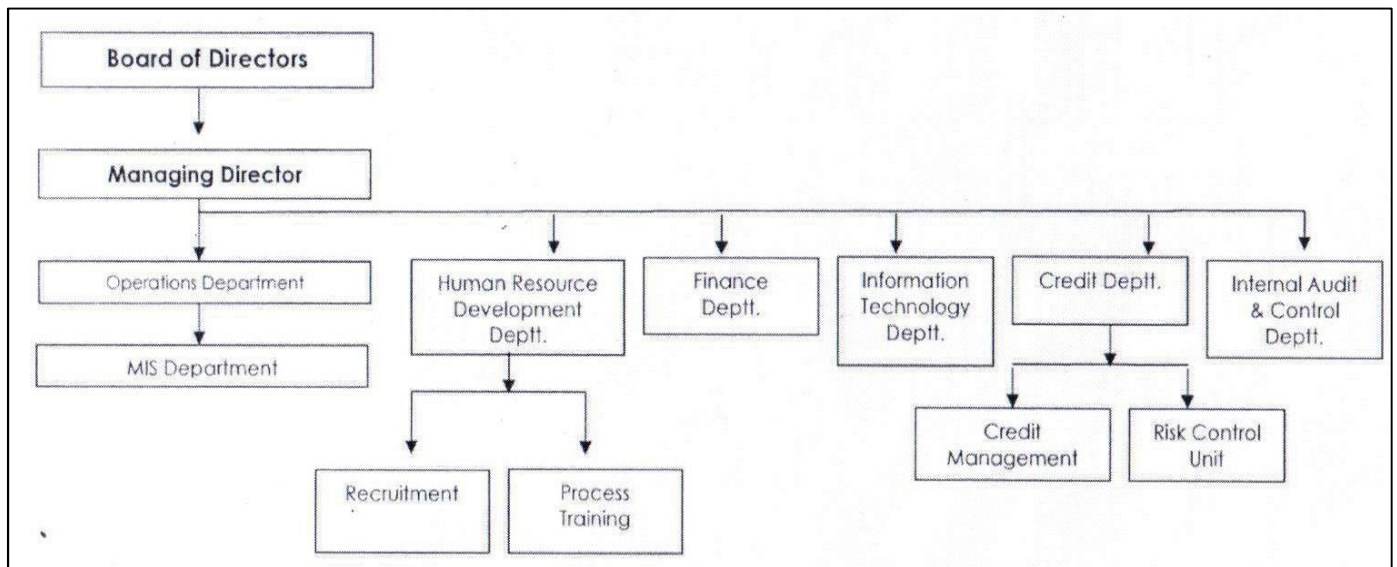 Board of Directors
Managing Director
Operations Department
Human Resource
Development
Deptt.
Finance
Deptt.
Information
Technology
Deptt.
Credit Deptt.
Internal Audit
& Control
Deptt.
MIS Department
Credit
Management
Risk Control
Unit
Recruitment
Process
Training